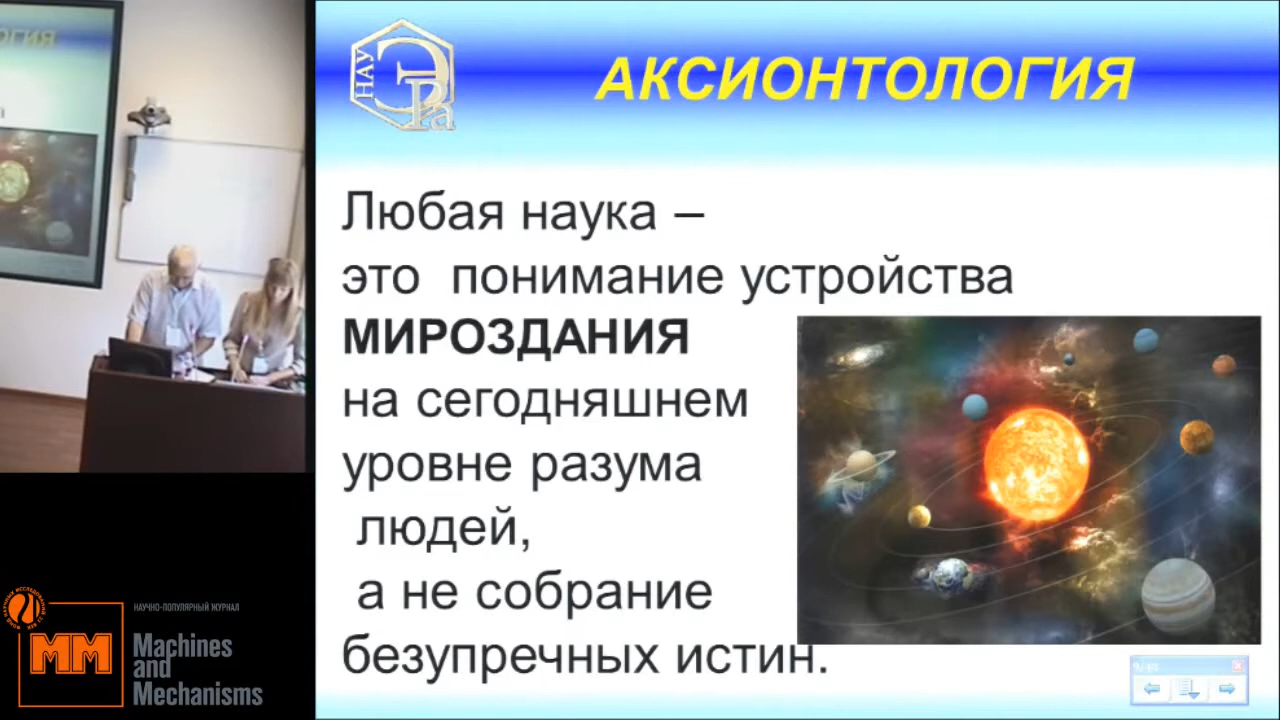 ОГИЯ
НАУ
ЭРа
АКСИОНТОЛОГИЯ
Любая наука –
это понимание устройства
МИРОЗДАНИЯ
на сегодняшнем
уровне разума
людей,
а не собрание
безупречных истин.
НАУЧНО-ПОПУЛЯРНЫЙ ЖУРНАЛ
ММ
Machines
and
Mechanisms